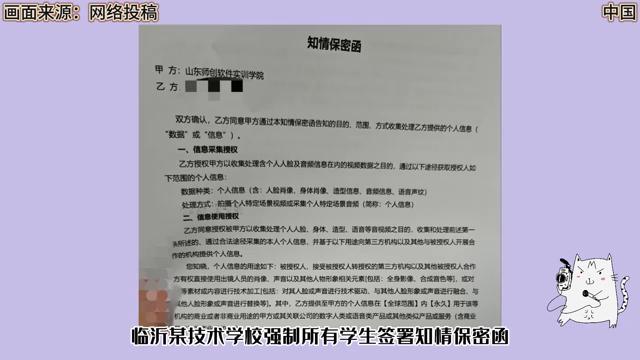 画面来源：网络投稿
中国
知情保密函
甲 方：山东师创软件实训学院
乙 方：
双方确认，乙方同意甲方通过本知情保密函告知的目的、范围、方式收集处理乙方提供的个人信息（
“数据”或“信息”）。
一、信息采集授权
乙方授权甲方以收集处理含个人人脸及音频信息在内的视频数据之目的，通过以下途径获取授权人如
下范围的个人信息：
数据种类：个人信息（含：人脸肖像、身体肖像、造型信息、音频信息、语音声纹）
处理方式：拍摄个人特定场景视频或采集个人特定场景音频（简称：个人信息）
二、信息使用授权
乙方同意授权被甲方以收集处理个人人脸、身体、造型、语音等音视频之目的、收集和处理前述第一
条所述的、通过合法途径采集的本人个人信息，并基于以下用途向第三方机构以及其他与被授权人开展合
作的机构提供个人信息。
您知晓，个人信息的用途如下：被授权人、接受被授权人转授权的第三方机构以及其他被授权人合作
方有权直接使用出镜人员的肖像、声音以及其他人物形象相关元素[包括：全身影像、合成音色等]，或对
等素材或内容进行技术加工[包括：对其人脸或声音进行技术驱动、与其他人脸形象或声音进行融合、与
其他人脸形象或声音进行替换等]。其中，乙方提供至甲方的个人信息在【全球范围】内【永久】用于该等
机构的商业或者非商业用途的甲方或其关联公司的数字人类或语音类产品或其他类似产品或服务（含商业
临沂某技术学校强制所有学生签署知情保密函